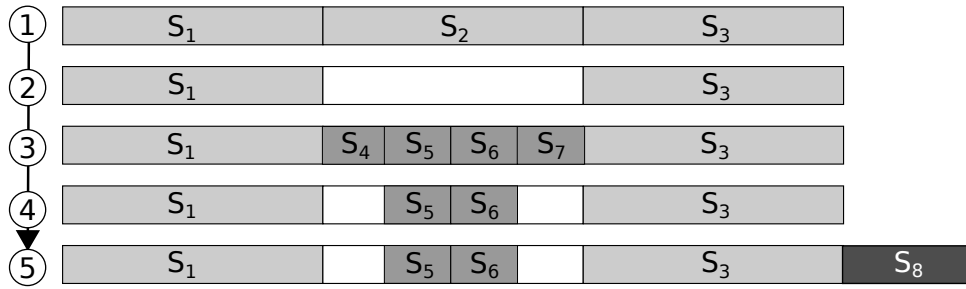 1 S₁ S₂ S₃
2 S₁ S₃
3 S₁ S₄ S₅ S₆ S₇ S₃
4 S₁ S₅ S₆ S₃
5 S₁ S₅ S₆ S₃ S₈